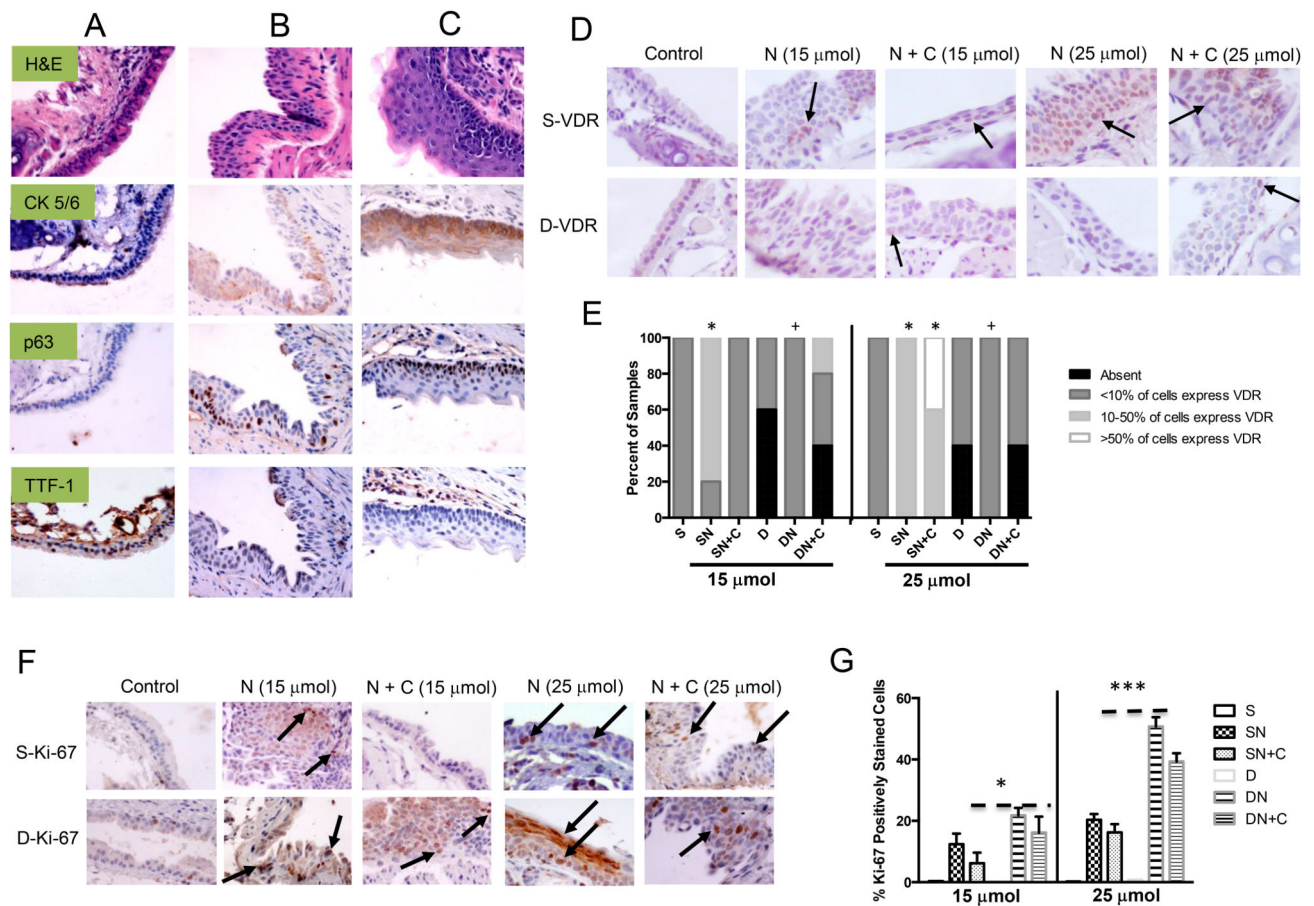 A
B
C
H&E
CK 5/6
p63
TTF-1
D
Control
N (15 μmol)
N + C (15 μmol)
N (25 μmol)
N + C (25 μmol)
S-VDR
D-VDR
E
* + * * +
100
80
60
40
20
0
Percent of Samples
S SN SN+C D DN DN+C S SN SN+C D DN DN+C
15 μmol 25 μmol
Absent
<10% of cells express VDR
10-50% of cells express VDR
>50% of cells express VDR
F
Control
N (15 μmol)
N + C (15 μmol)
N (25 μmol)
N + C (25 μmol)
S-Ki-67
D-Ki-67
G
% Ki-67 Positively Stained Cells
60
40
20
0
*
***
15 μmol 25 μmol
S
SN
SN+C
D
DN
DN+C